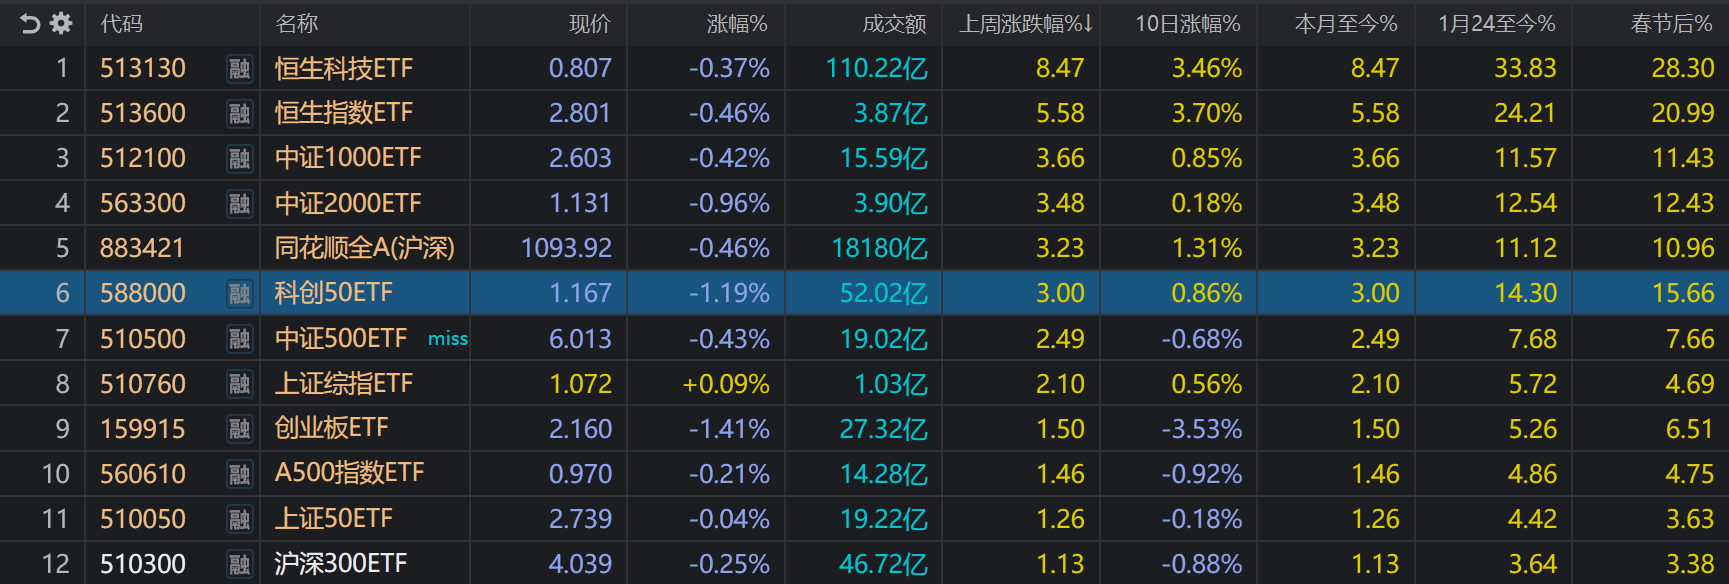 代码 名称 现价 涨幅% 成交额 上周涨跌幅%↓ 10日涨幅% 本月至今% 1月24至今% 春节后%
1 513130 融 恒生科技ETF 0.807 -0.37% 110.22亿 8.47 3.46% 8.47 33.83 28.30
2 513600 融 恒生指数ETF 2.801 -0.46% 3.87亿 5.58 3.70% 5.58 24.21 20.99
3 512100 融 中证1000ETF 2.603 -0.42% 15.59亿 3.66 0.85% 3.66 11.57 11.43
4 563300 融 中证2000ETF 1.131 -0.96% 3.90亿 3.48 0.18% 3.48 12.54 12.43
5 883421 同花顺全A(沪深) 1093.92 -0.46% 18180亿 3.23 1.31% 3.23 11.12 10.96
6 588000 融 科创50ETF 1.167 -1.19% 52.02亿 3.00 0.86% 3.00 14.30 15.66
7 510500 融 中证500ETF miss 6.013 -0.43% 19.02亿 2.49 -0.68% 2.49 7.68 7.66
8 510760 融 上证综指ETF 1.072 +0.09% 1.03亿 2.10 0.56% 2.10 5.72 4.69
9 159915 融 创业板ETF 2.160 -1.41% 27.32亿 1.50 -3.53% 1.50 5.26 6.51
10 560610 融 A500指数ETF 0.970 -0.21% 14.28亿 1.46 -0.92% 1.46 4.86 4.75
11 510050 融 上证50ETF 2.739 -0.04% 19.22亿 1.26 -0.18% 1.26 4.42 3.63
12 510300 融 沪深300ETF 4.039 -0.25% 46.72亿 1.13 -0.88% 1.13 3.64 3.38